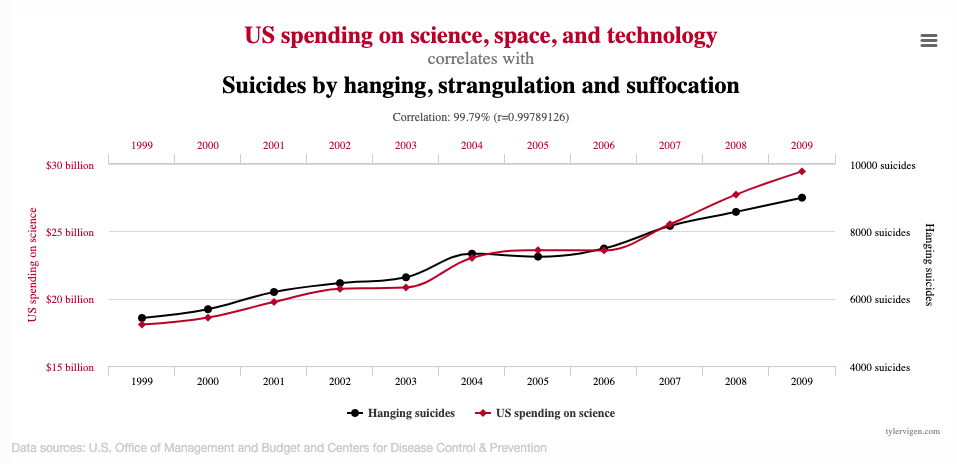 US spending on science, space, and technology
correlates with
Suicides by hanging, strangulation and suffocation
Correlation: 99.79% (r=0.99789126)
1999 2000 2001 2002 2003 2004 2005 2006 2007 2008 2009
$30 billion 10000 suicides
$25 billion 8000 suicides
$20 billion 6000 suicides
$15 billion 4000 suicides
US spending on science
Hanging suicides
1999 2000 2001 2002 2003 2004 2005 2006 2007 2008 2009
Hanging suicides US spending on science
tylervigen.com
Data sources: U.S. Office of Management and Budget and Centers for Disease Control & Prevention